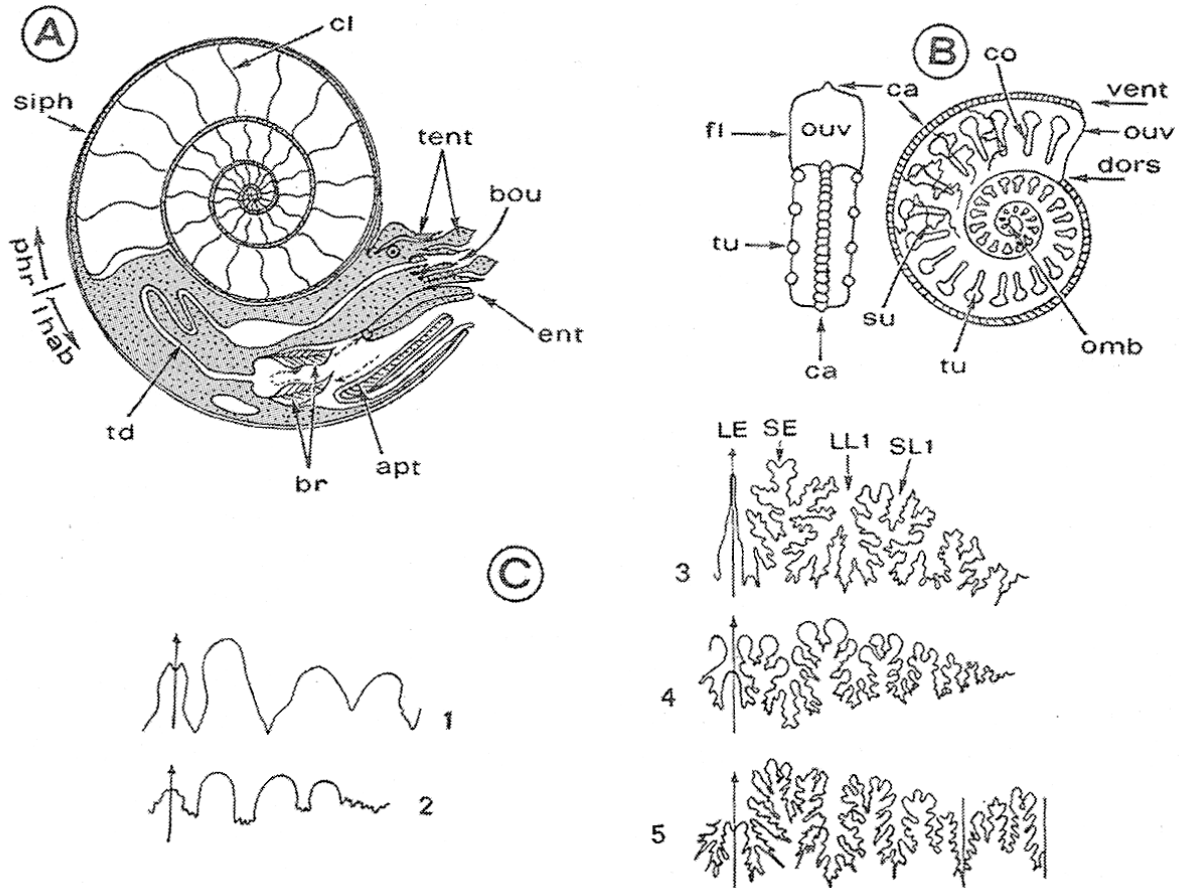 A
cl
siph
tent
bou
phr
lhab
ent
td
br
apt
B
co
ca
vent
fl
ouv
ouv
dors
tu
su
tu
omb
ca
LE SE LL1 SL1
3
C
4
1
2
5